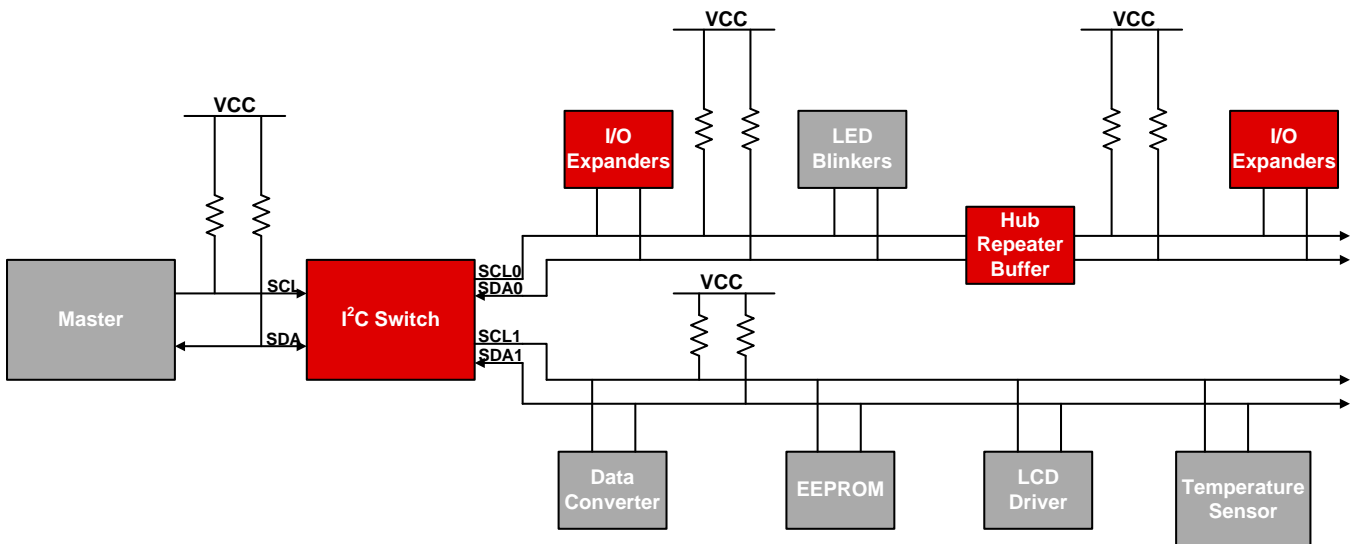 VCC
VCC
VCC
I/O
Expanders
LED
Blinkers
I/O
Expanders
Hub
Repeater
Buffer
Master
SCL
SDA
I²C Switch
SCL0
SDA0
SCL1
SDA1
VCC
Data
Converter
EEPROM
LCD
Driver
Temperature
Sensor